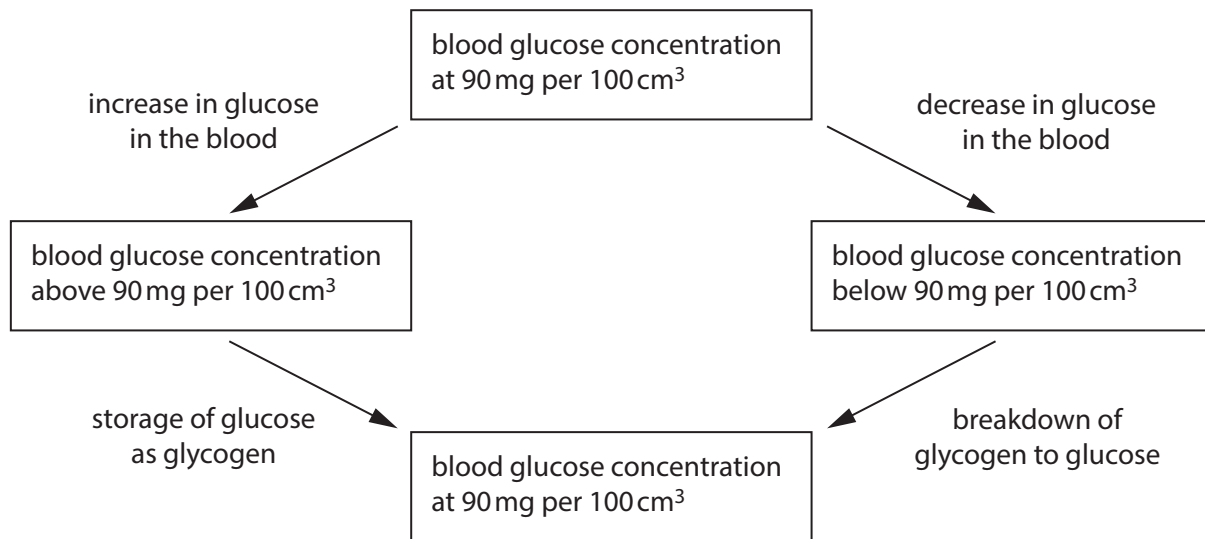 blood glucose concentration
at 90 mg per 100 cm³
increase in glucose
in the blood
decrease in glucose
in the blood
blood glucose concentration
above 90 mg per 100 cm³
blood glucose concentration
below 90 mg per 100 cm³
storage of glucose
as glycogen
breakdown of
glycogen to glucose
blood glucose concentration
at 90 mg per 100 cm³